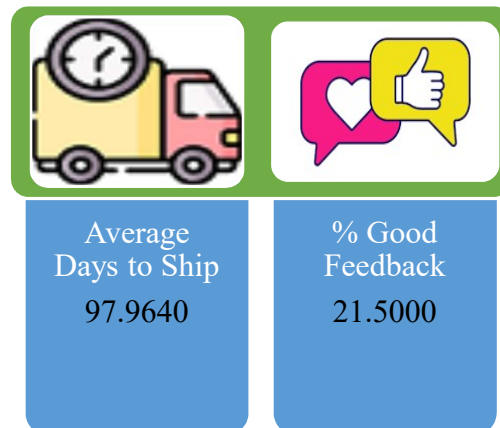 Average
Days to Ship
97.9640
% Good
Feedback
21.5000